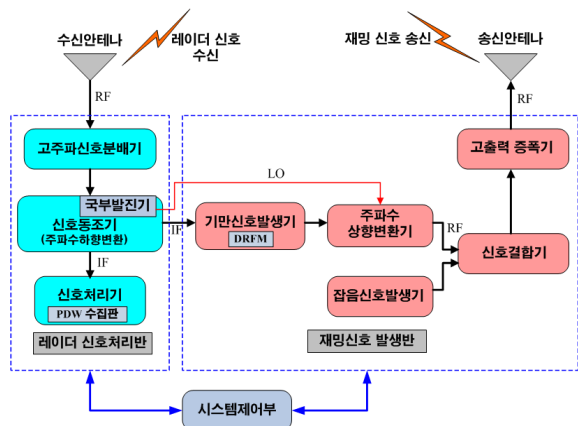 수신안테나
레이더 신호
수신
재밍 신호 송신
송신안테나
RF
RF
고주파신호분배기
고출력 증폭기
국부발진기
LO
신호동조기
(주파수하향변환)
IF
기만신호발생기
DRFM
주파수
상향변환기
RF
신호결합기
IF
신호처리기
PDW 수집판
잡음신호발생기
레이더 신호처리반
재밍신호 발생반
시스템제어부